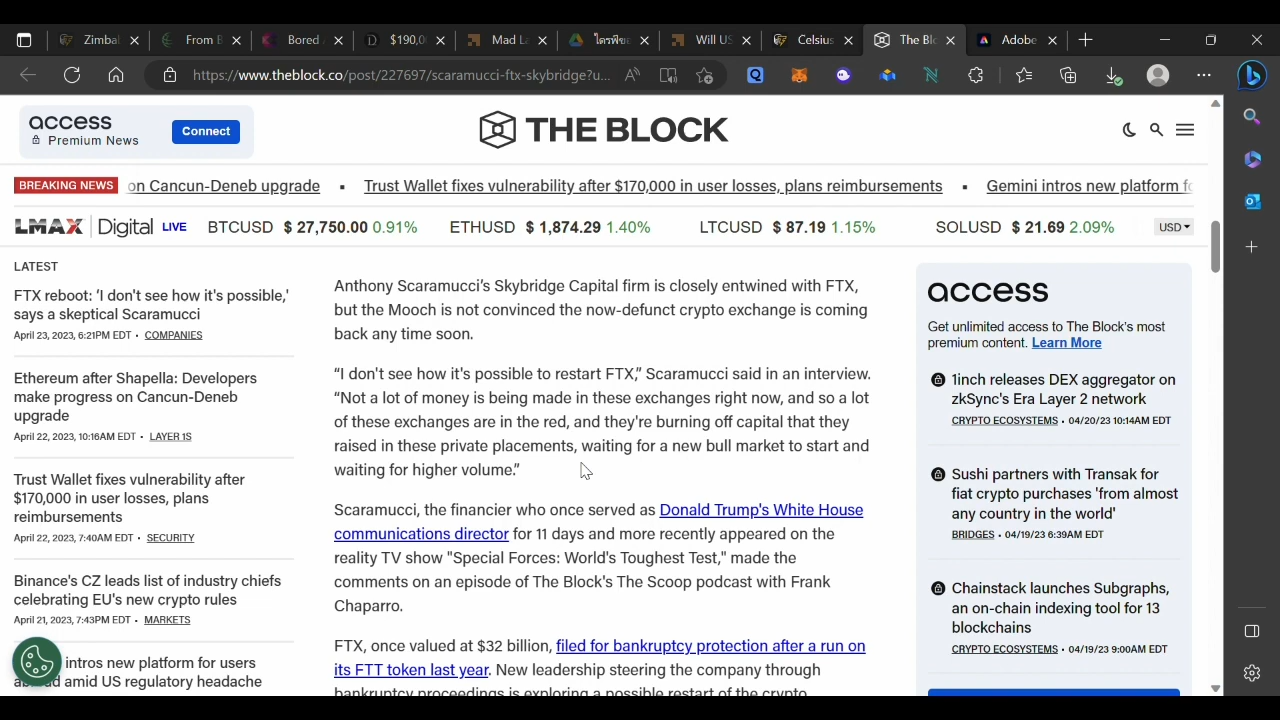 Zimbal
From B
Bored
$190,0
Mad La
ไดรฟ์ของ
Will US
Celsius
The Blo
Adobe
https://www.theblock.co/post/227697/scaramucci-ftx-skybridge?u...
access
Premium News
Connect
THE BLOCK
BREAKING NEWS
on Cancun-Deneb upgrade ▪ Trust Wallet fixes vulnerability after $170,000 in user losses, plans reimbursements ▪ Gemini intros new platform fo
LMAX Digital LIVE BTCUSD $ 27,750.00 0.91% ETHUSD $ 1,874.29 1.40% LTCUSD $ 87.19 1.15% SOLUSD $ 21.69 2.09% USD
LATEST
FTX reboot: 'I don't see how it's possible,'
says a skeptical Scaramucci
April 23, 2023, 6:21PM EDT • COMPANIES
Ethereum after Shapella: Developers
make progress on Cancun-Deneb
upgrade
April 22, 2023, 10:16AM EDT • LAYER 1S
Trust Wallet fixes vulnerability after
$170,000 in user losses, plans
reimbursements
April 22, 2023, 7:40AM EDT • SECURITY
Binance's CZ leads list of industry chiefs
celebrating EU's new crypto rules
April 21, 2023, 7:43PM EDT • MARKETS
intros new platform for users
amid US regulatory headache
Anthony Scaramucci's Skybridge Capital firm is closely entwined with FTX,
but the Mooch is not convinced the now-defunct crypto exchange is coming
back any time soon.
“I don't see how it's possible to restart FTX,” Scaramucci said in an interview.
“Not a lot of money is being made in these exchanges right now, and so a lot
of these exchanges are in the red, and they're burning off capital that they
raised in these private placements, waiting for a new bull market to start and
waiting for higher volume.”
Scaramucci, the financier who once served as Donald Trump's White House
communications director for 11 days and more recently appeared on the
reality TV show "Special Forces: World's Toughest Test," made the
comments on an episode of The Block's The Scoop podcast with Frank
Chaparro.
FTX, once valued at $32 billion, filed for bankruptcy protection after a run on
its FTT token last year. New leadership steering the company through
bankruptcy proceedings is exploring a possible restart of the crypto
access
Get unlimited access to The Block's most
premium content. Learn More
1inch releases DEX aggregator on
zkSync's Era Layer 2 network
CRYPTO ECOSYSTEMS • 04/20/23 10:14AM EDT
Sushi partners with Transak for
fiat crypto purchases 'from almost
any country in the world'
BRIDGES • 04/19/23 6:39AM EDT
Chainstack launches Subgraphs,
an on-chain indexing tool for 13
blockchains
CRYPTO ECOSYSTEMS • 04/19/23 9:00AM EDT